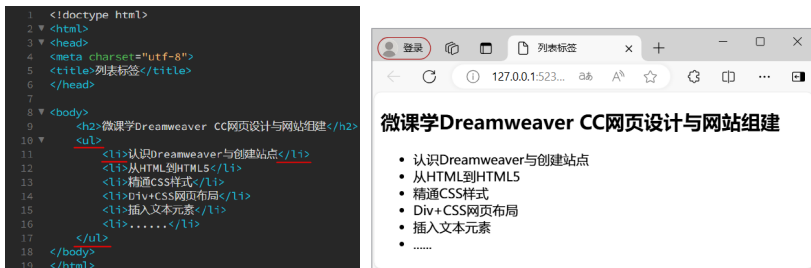 1 <!doctype html>
2 <html>
3 <head>
4 <meta charset="utf-8">
5 <title>列表标签</title>
6 </head>
7
8 <body>
9 <h2>微课学Dreamweaver CC网页设计与网站组建</h2>
10 <ul>
11 <li>认识Dreamweaver与创建站点</li>
12 <li>从HTML到HTML5</li>
13 <li>精通CSS样式</li>
14 <li>Div+CSS网页布局</li>
15 <li>插入文本元素</li>
16 <li>......</li>
17 </ul>
18 </body>
19 </html>
登录 列表标签
127.0.0.1:523...
微课学Dreamweaver CC网页设计与网站组建
• 认识Dreamweaver与创建站点
• 从HTML到HTML5
• 精通CSS样式
• Div+CSS网页布局
• 插入文本元素
• ......